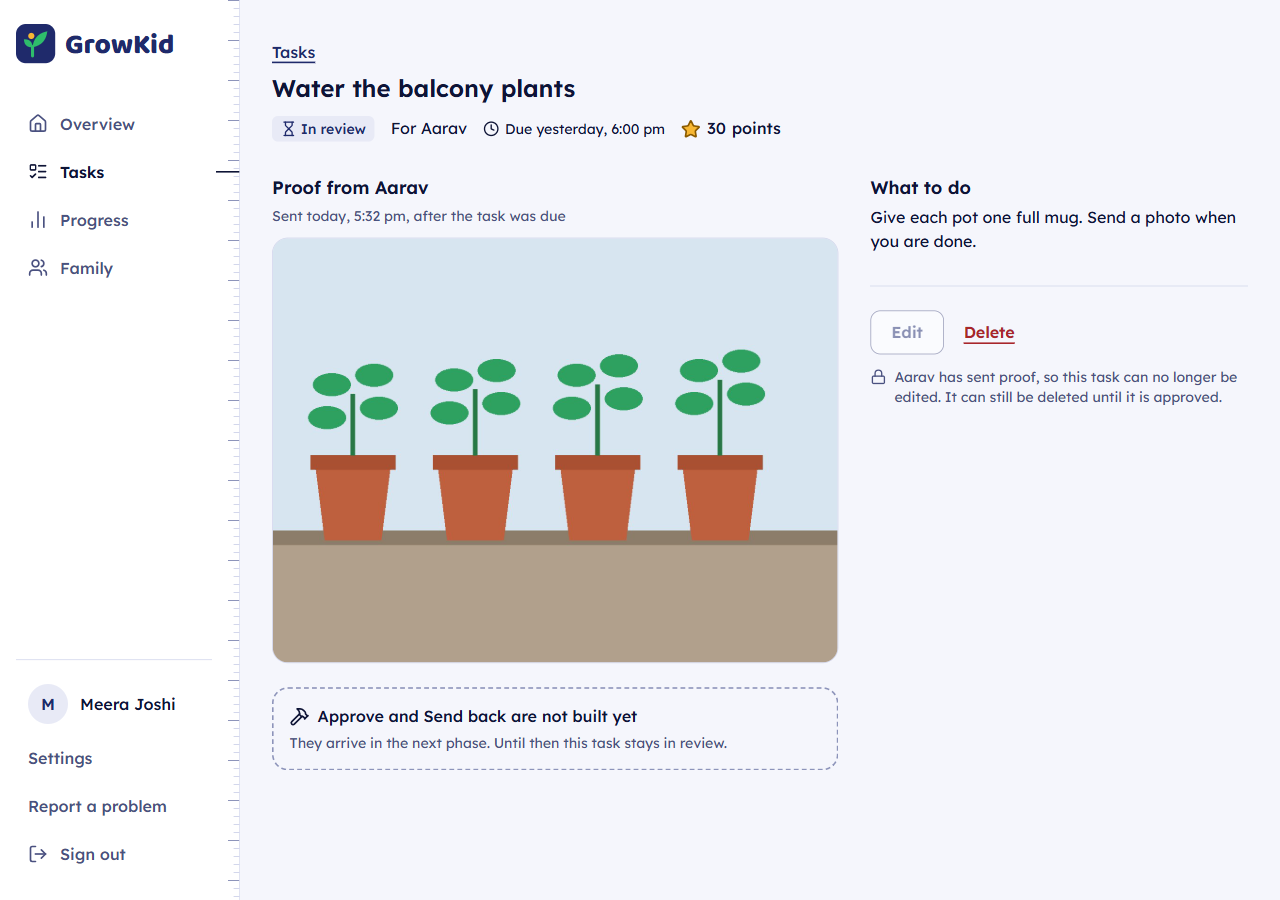 GrowKid
Overview
Tasks
Progress
Family
M
Meera Joshi
Settings
Report a problem
Sign out
Tasks
Water the balcony plants
In review
For Aarav
Due yesterday, 6:00 pm
30 points
Proof from Aarav
Sent today, 5:32 pm, after the task was due
Approve and Send back are not built yet
They arrive in the next phase. Until then this task stays in review.
What to do
Give each pot one full mug. Send a photo when
you are done.
Edit
Delete
Aarav has sent proof, so this task can no longer be
edited. It can still be deleted until it is approved.